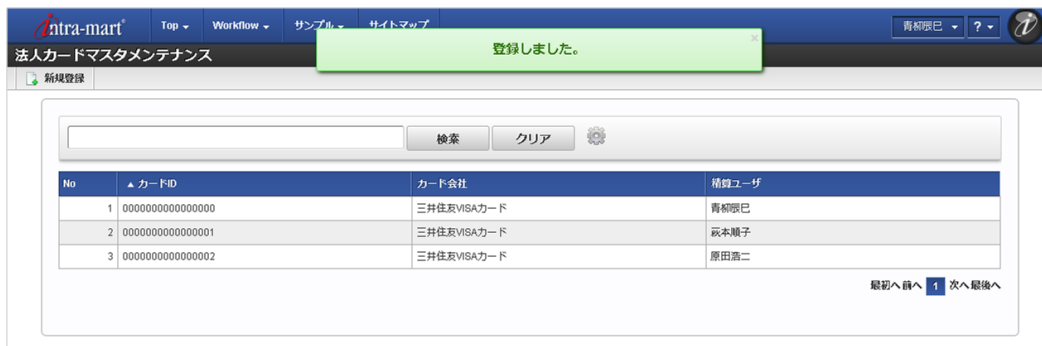 intra-mart® Top Workflow サンプル サイトマップ 青柳辰巳 ?
登録しました。 ×
法人カードマスタメンテナンス
新規登録
検索 クリア
No カードID カード会社 積算ユーザ
1 0000000000000000 三井住友VISAカード 青柳辰巳
2 0000000000000001 三井住友VISAカード 萩本順子
3 0000000000000002 三井住友VISAカード 原田浩二
最初へ 前へ 1 次へ 最後へ